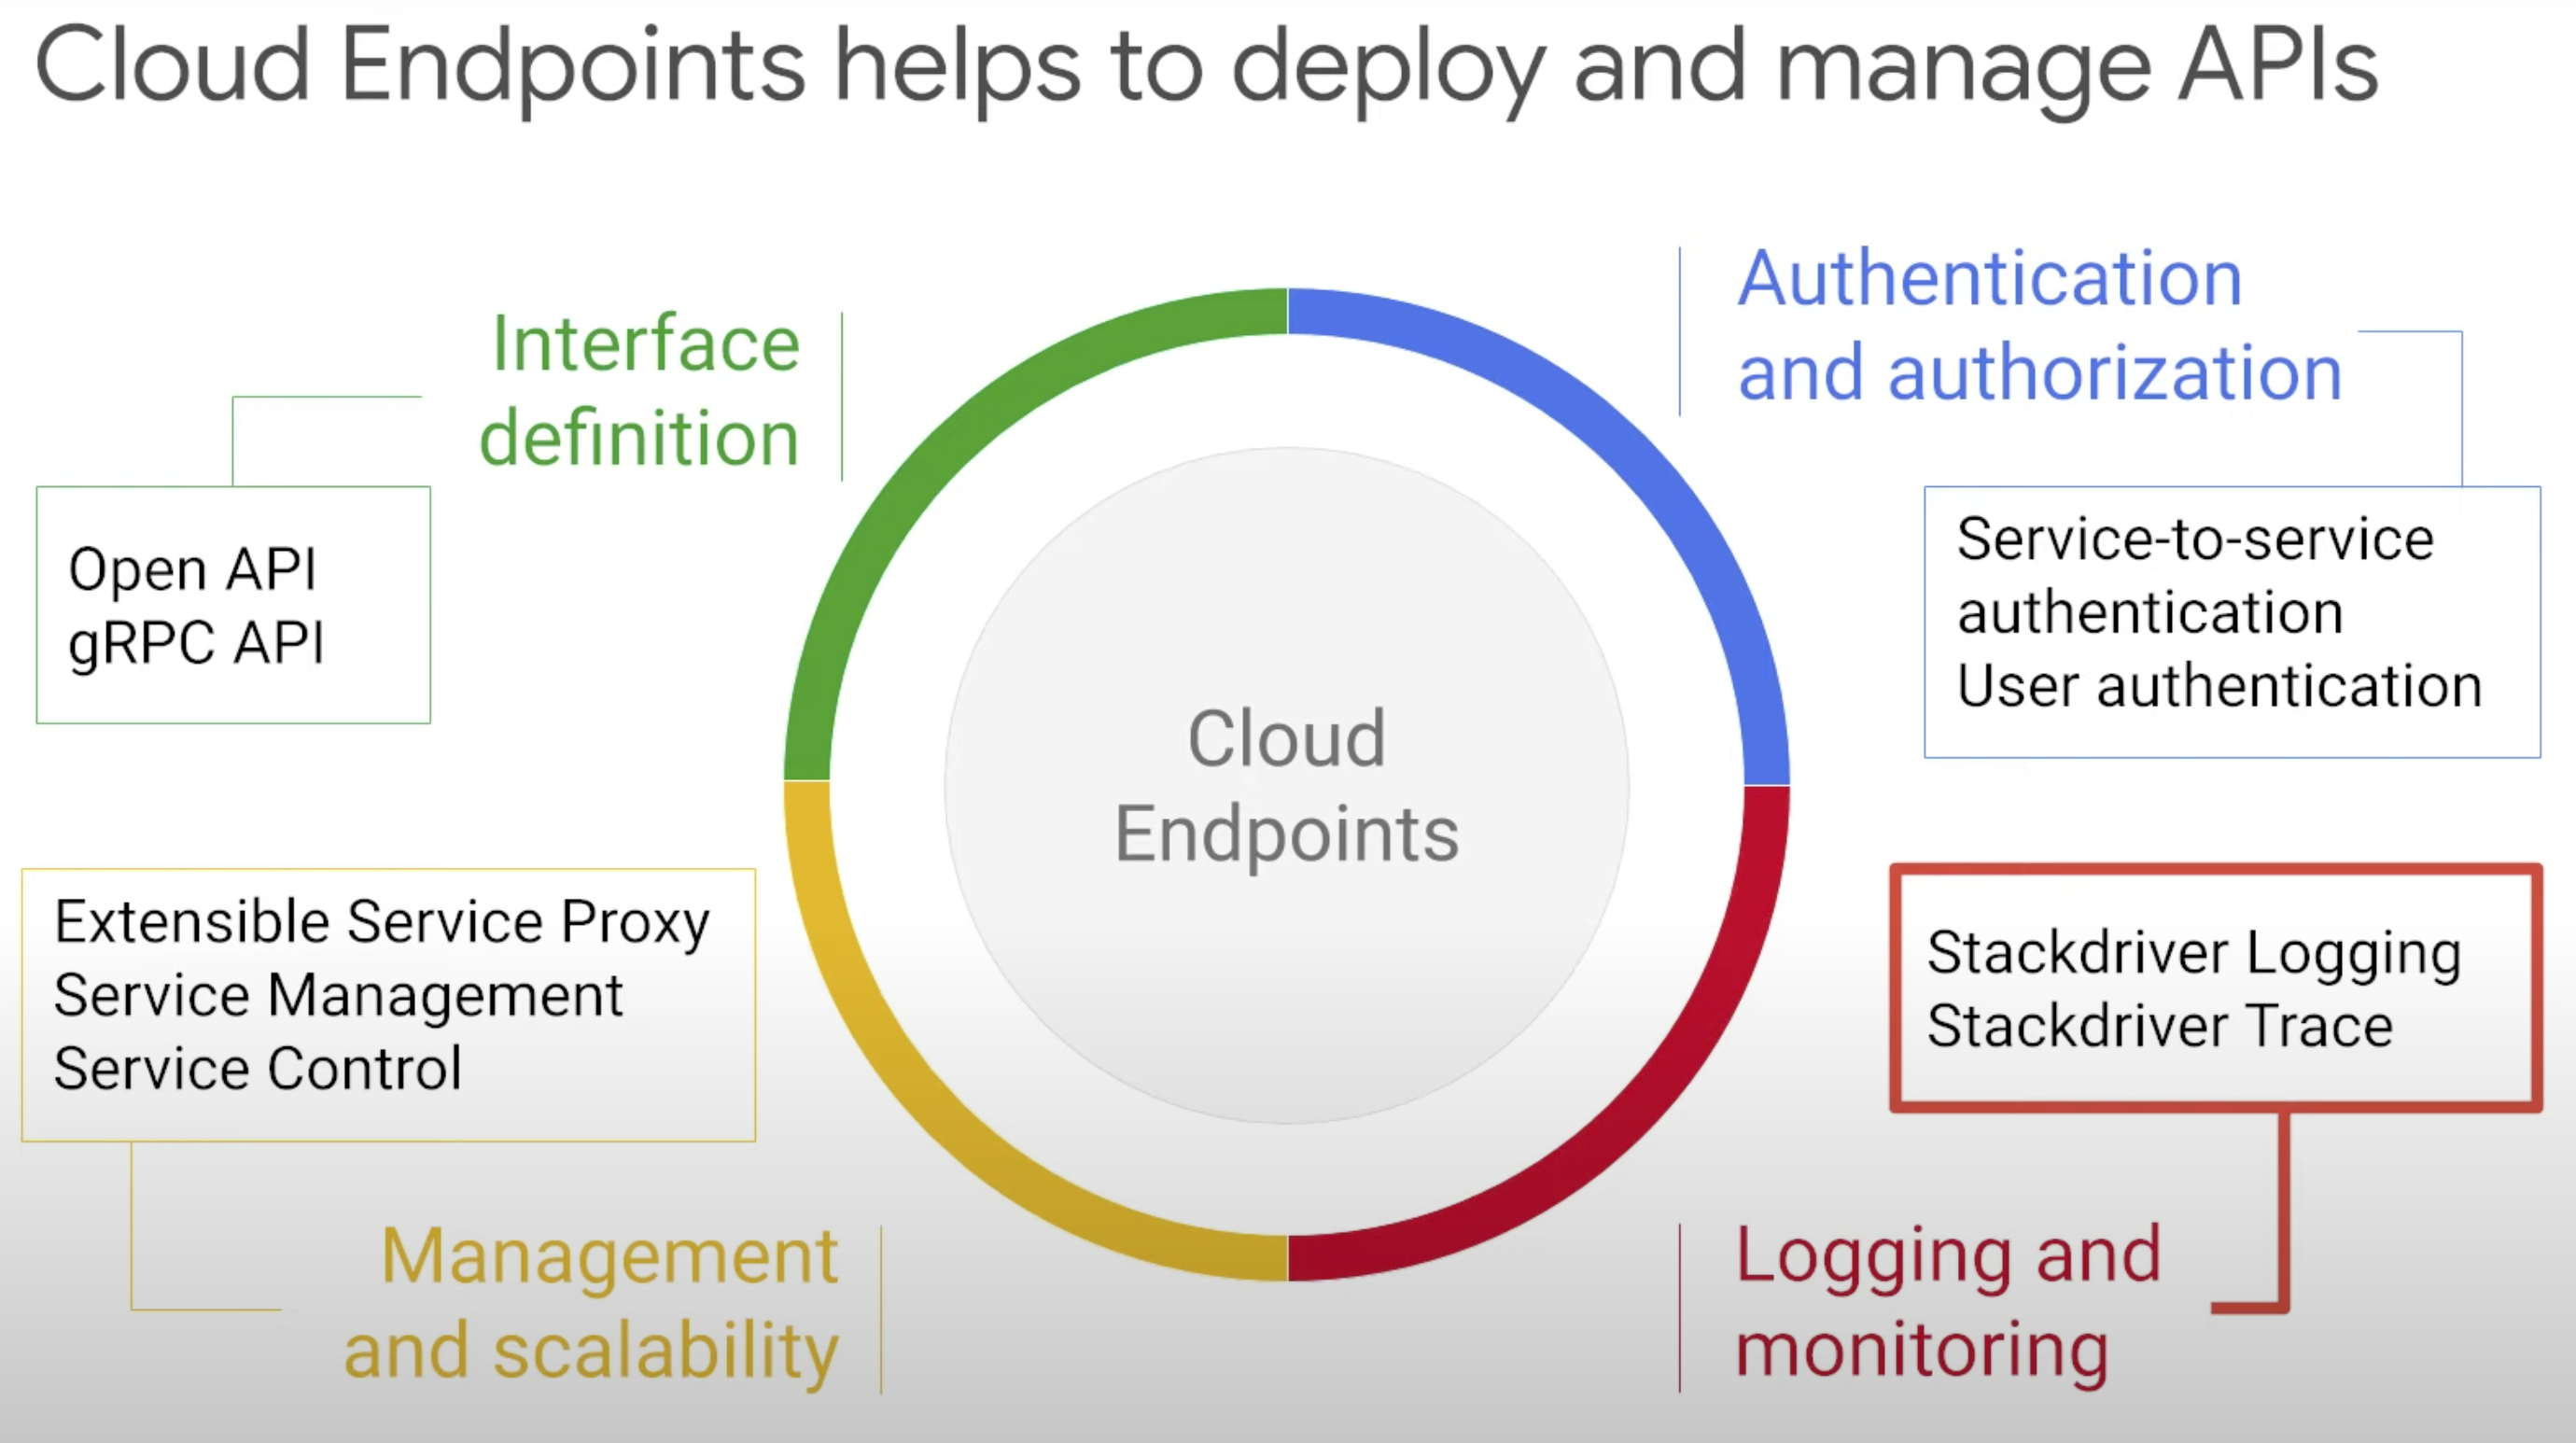 Cloud Endpoints helps to deploy and manage APIs
Interface
definition
Open API
gRPC API
Authentication
and authorization
Service-to-service
authentication
User authentication
Cloud
Endpoints
Extensible Service Proxy
Service Management
Service Control
Management
and scalability
Stackdriver Logging
Stackdriver Trace
Logging and
monitoring